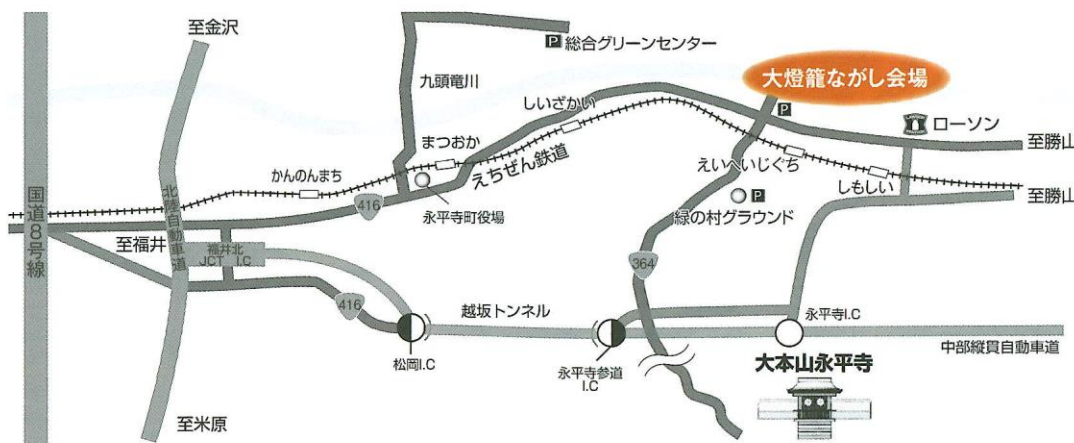 至金沢
P 総合グリーンセンター
大燈籠ながし会場
P
九頭竜川
しいざかい
ローソン
まつおか
至勝山
えちぜん鉄道
かんのんまち
えいへいじぐち
しもしい
至勝山
国道8号線
北陸自動車道
416
永平寺町役場
P
緑の村グラウンド
至福井
福井北
JCT I.C
364
416
越坂トンネル
永平寺I.C
松岡I.C
永平寺参道
I.C
中部縦貫自動車道
大本山永平寺
至米原